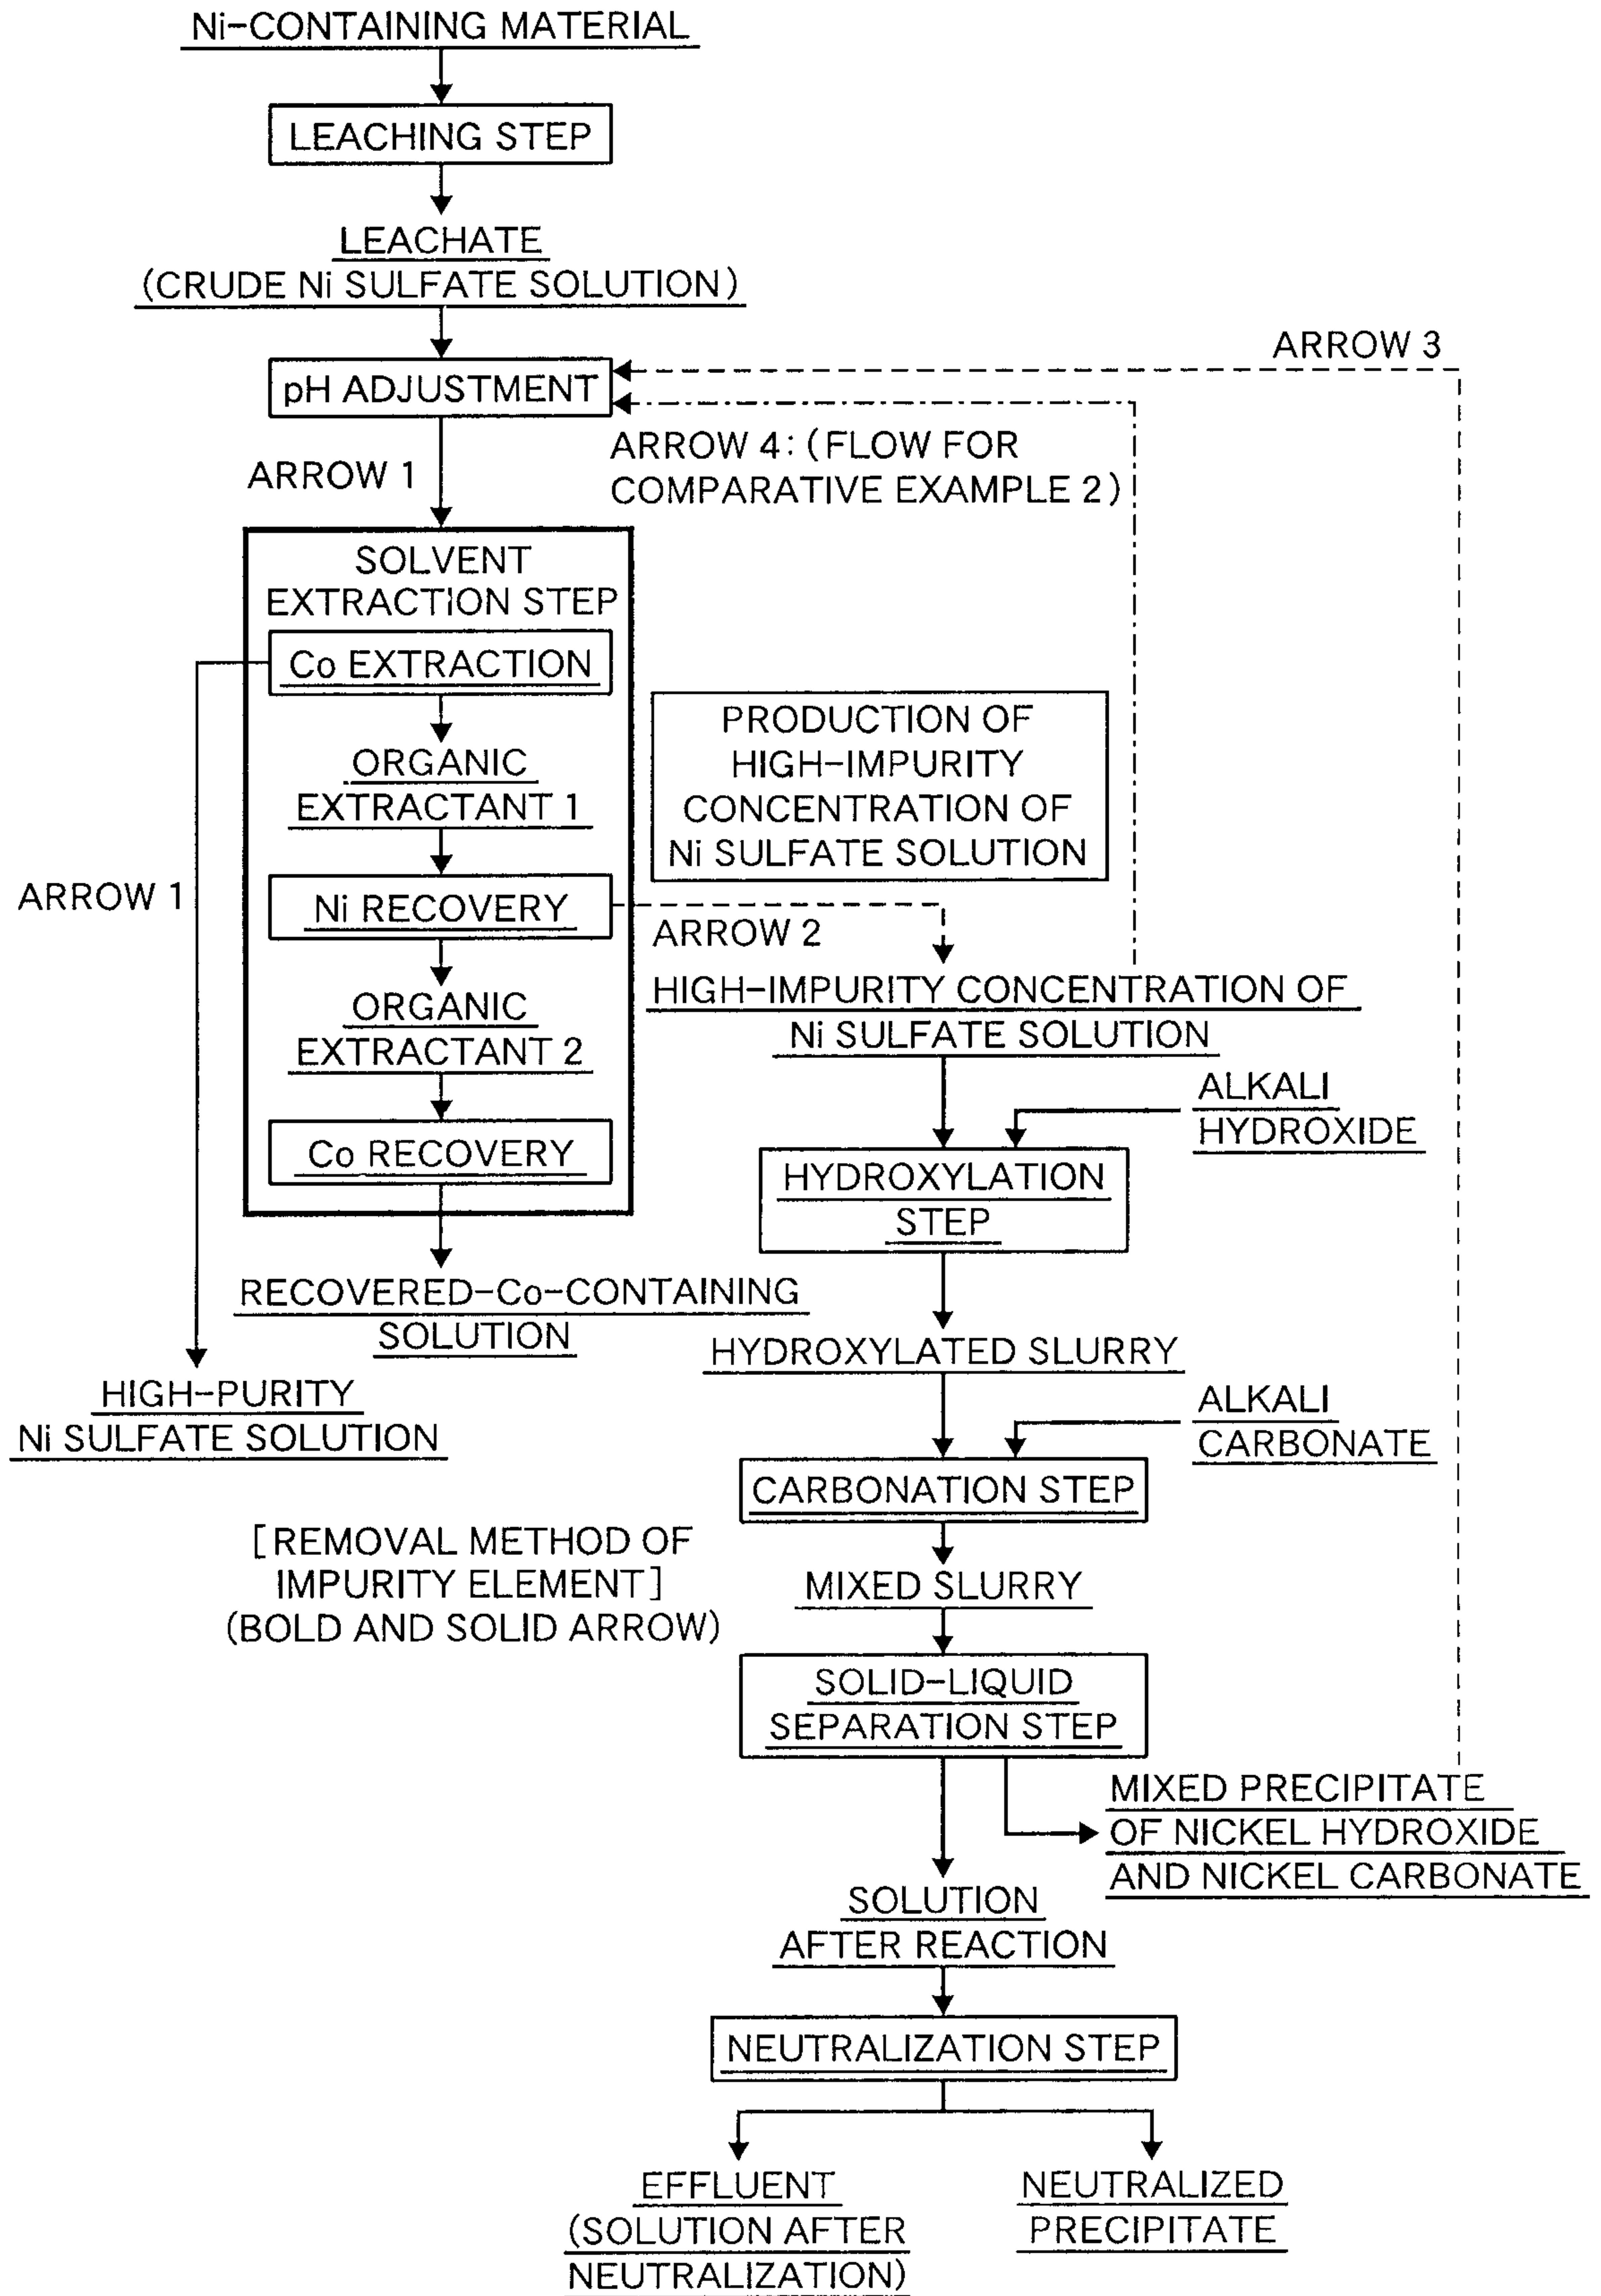 Ni-CONTAINING MATERIAL
LEACHING STEP
LEACHATE
(CRUDE Ni SULFATE SOLUTION)
ARROW 3
pH ADJUSTMENT
ARROW 4:(FLOW FOR
COMPARATIVE EXAMPLE 2)
ARROW 1
SOLVENT
EXTRACTION STEP
Co EXTRACTION
ORGANIC
EXTRACTANT 1
ARROW 1
Ni RECOVERY
ORGANIC
EXTRACTANT 2
Co RECOVERY
RECOVERED-Co-CONTAINING
SOLUTION
HIGH-PURITY
Ni SULFATE SOLUTION
PRODUCTION OF
HIGH-IMPURITY
CONCENTRATION OF
Ni SULFATE SOLUTION
ARROW 2
HIGH-IMPURITY CONCENTRATION OF
Ni SULFATE SOLUTION
ALKALI
HYDROXIDE
HYDROXYLATION
STEP
HYDROXYLATED SLURRY
ALKALI
CARBONATE
CARBONATION STEP
[REMOVAL METHOD OF
IMPURITY ELEMENT]
(BOLD AND SOLID ARROW)
MIXED SLURRY
SOLID-LIQUID
SEPARATION STEP
MIXED PRECIPITATE
OF NICKEL HYDROXIDE
AND NICKEL CARBONATE
SOLUTION
AFTER REACTION
NEUTRALIZATION STEP
EFFLUENT
(SOLUTION AFTER
NEUTRALIZATION)
NEUTRALIZED
PRECIPITATE